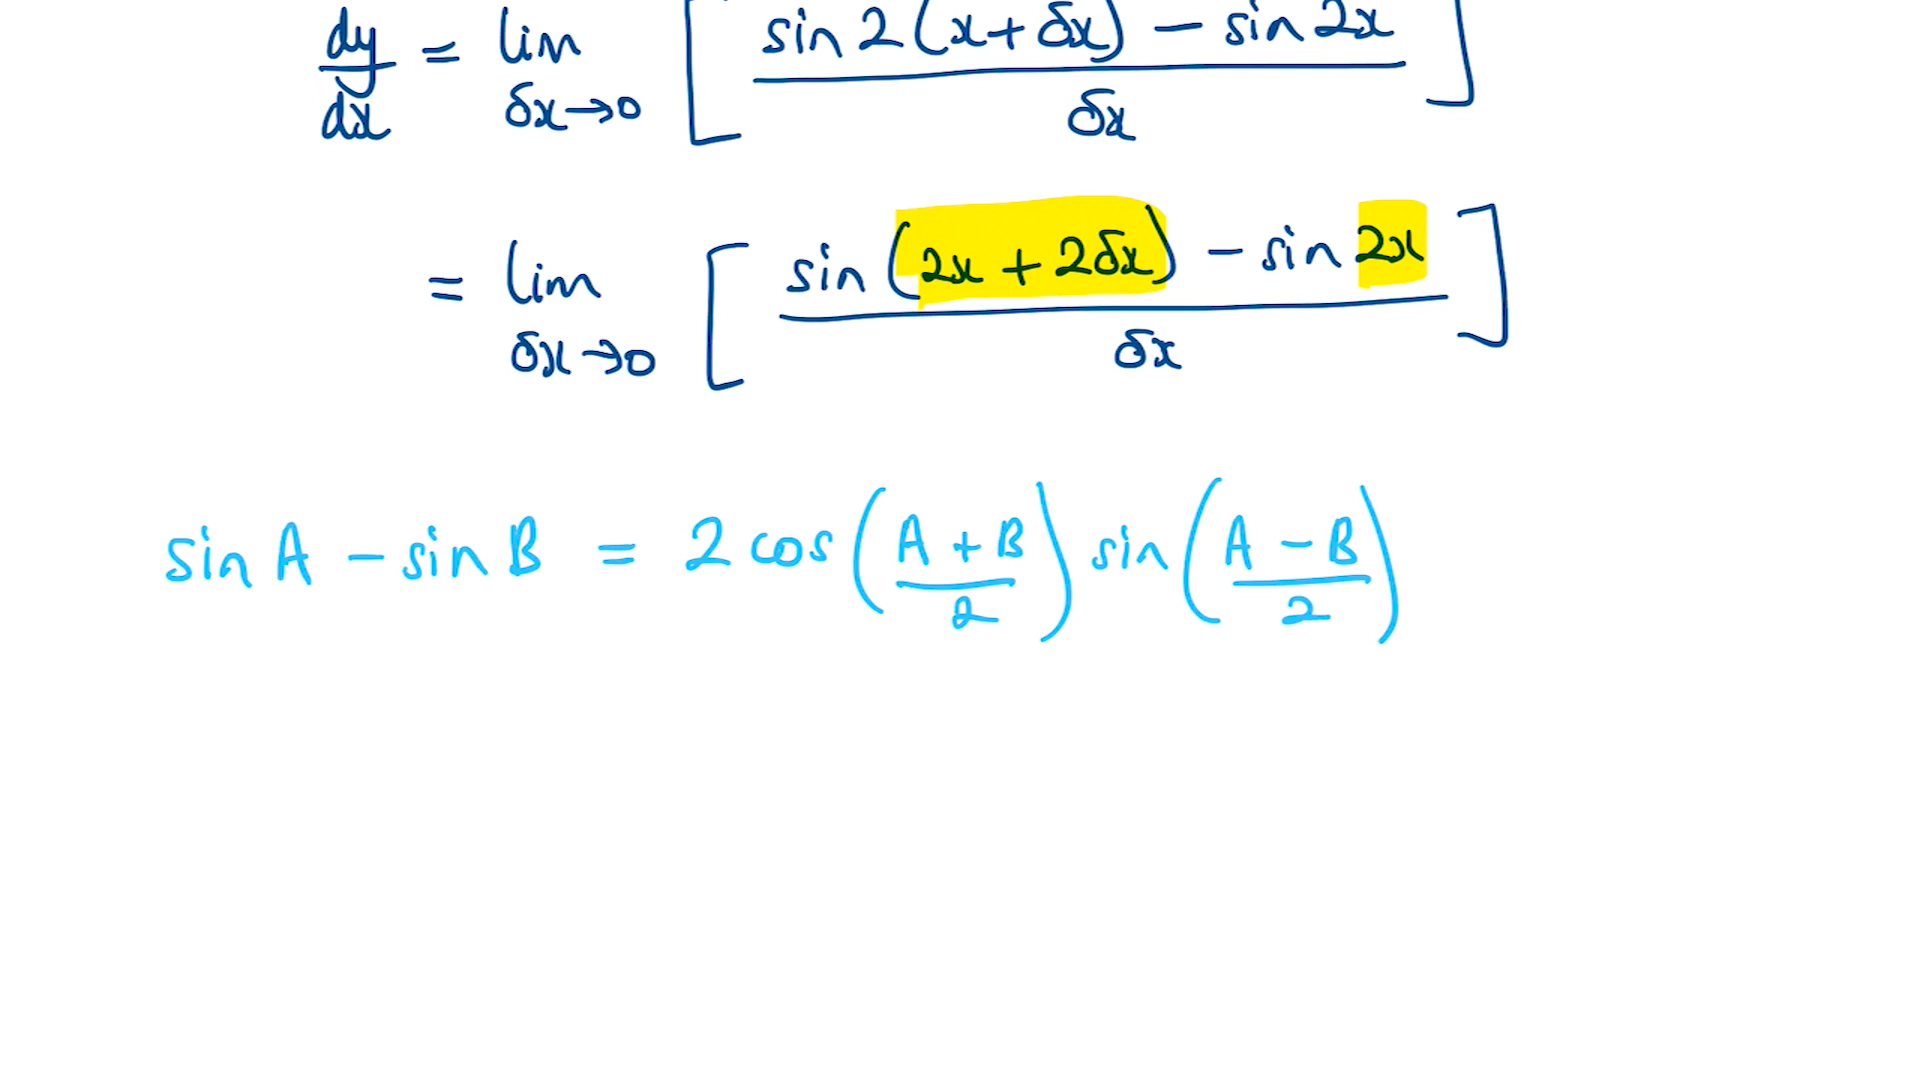 dy/dx = lim δx→0 [ (sin 2(x + δx) − sin 2x) / δx ]
= lim δx→0 [ (sin (2x + 2δx) − sin 2x) / δx ]
sin A − sin B = 2 cos ((A + B)/2) sin ((A − B)/2)